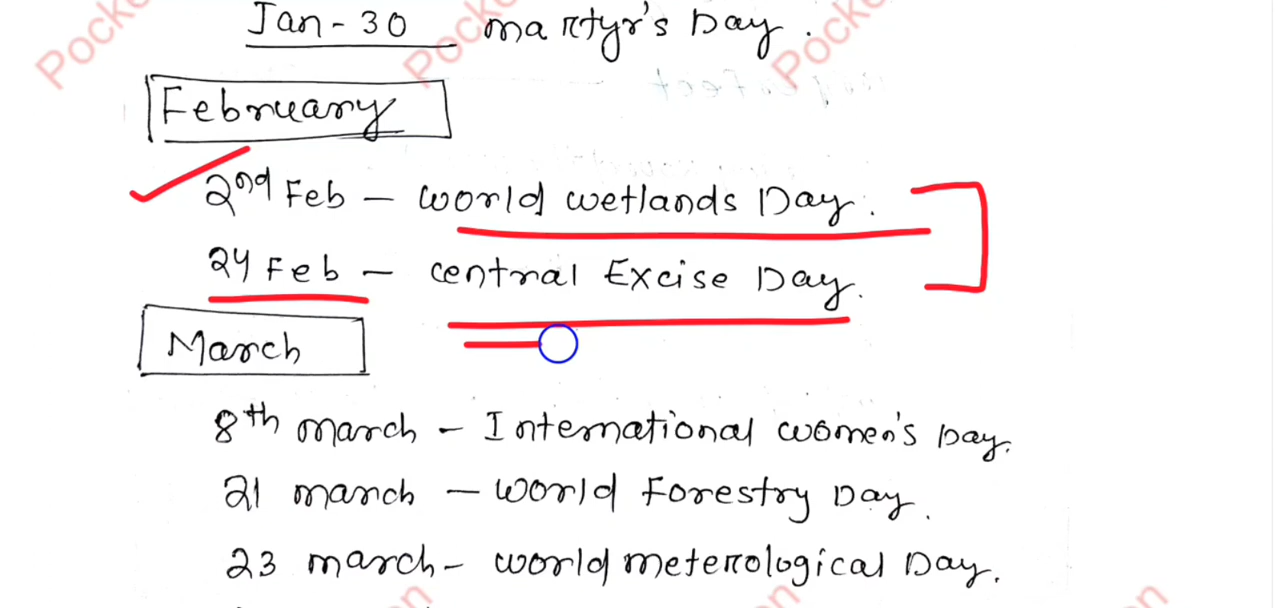 Jan - 30 martyr's Day.
February
2nd Feb - world wetlands Day.
24 Feb - central Excise Day.
March
8th march - International women's Day.
21 march - world Forestry Day.
23 march - world meterological Day.